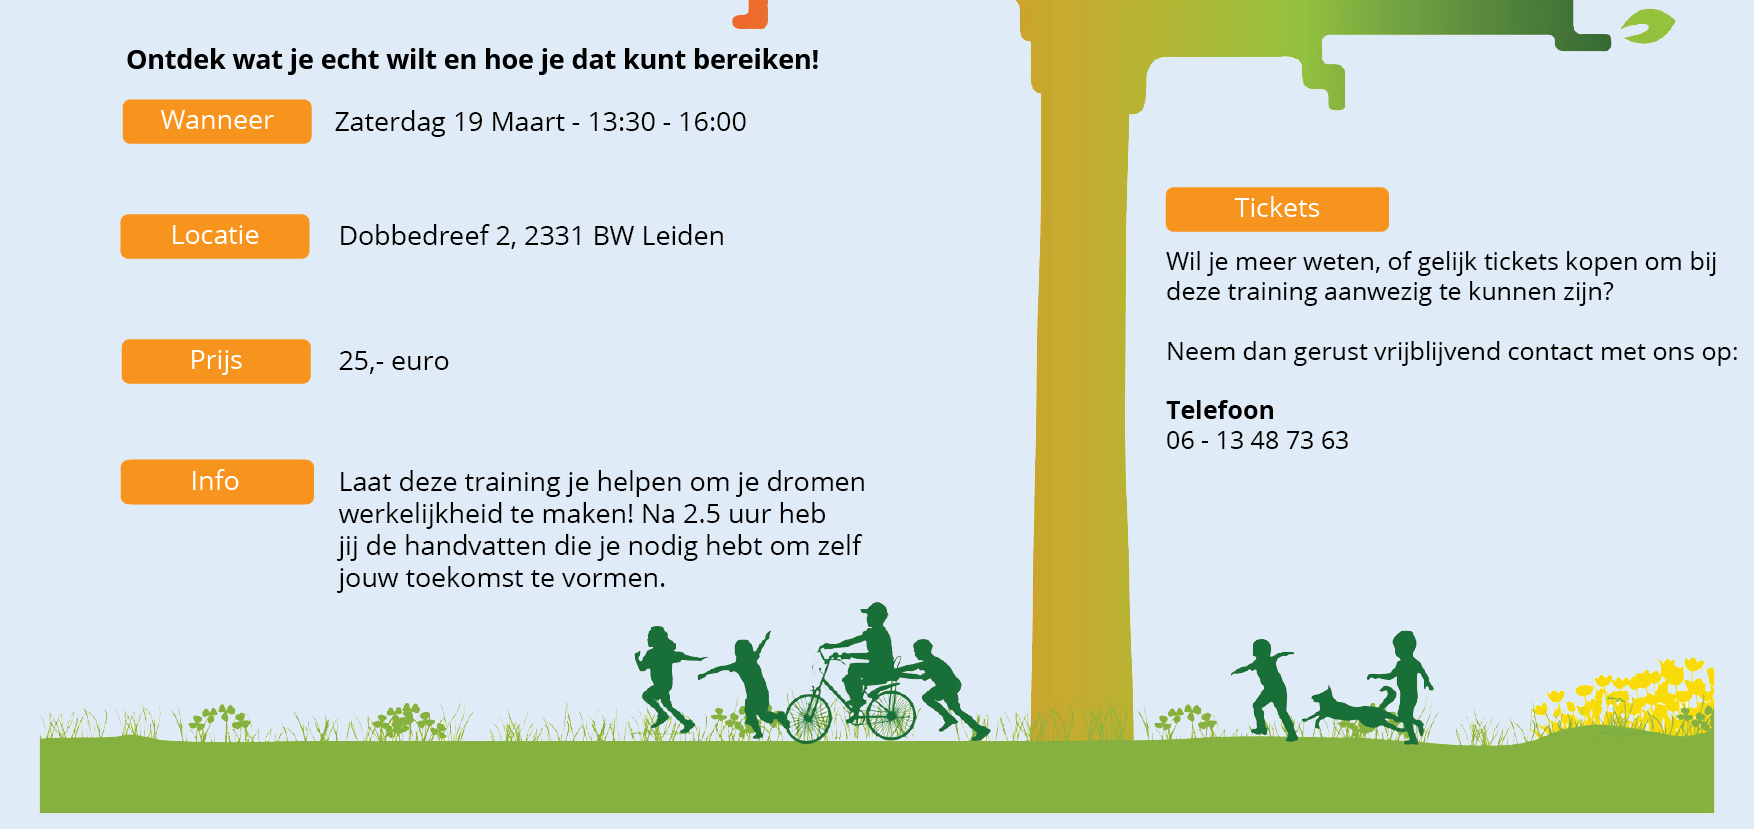 Ontdek wat je echt wilt en hoe je dat kunt bereiken!
Wanneer
Zaterdag 19 Maart - 13:30 - 16:00
Locatie
Dobbedreef 2, 2331 BW Leiden
Prijs
25,- euro
Info
Laat deze training je helpen om je dromen
werkelijkheid te maken! Na 2.5 uur heb
jij de handvatten die je nodig hebt om zelf
jouw toekomst te vormen.
Tickets
Wil je meer weten, of gelijk tickets kopen om bij
deze training aanwezig te kunnen zijn?
Neem dan gerust vrijblijvend contact met ons op:
Telefoon
06 - 13 48 73 63